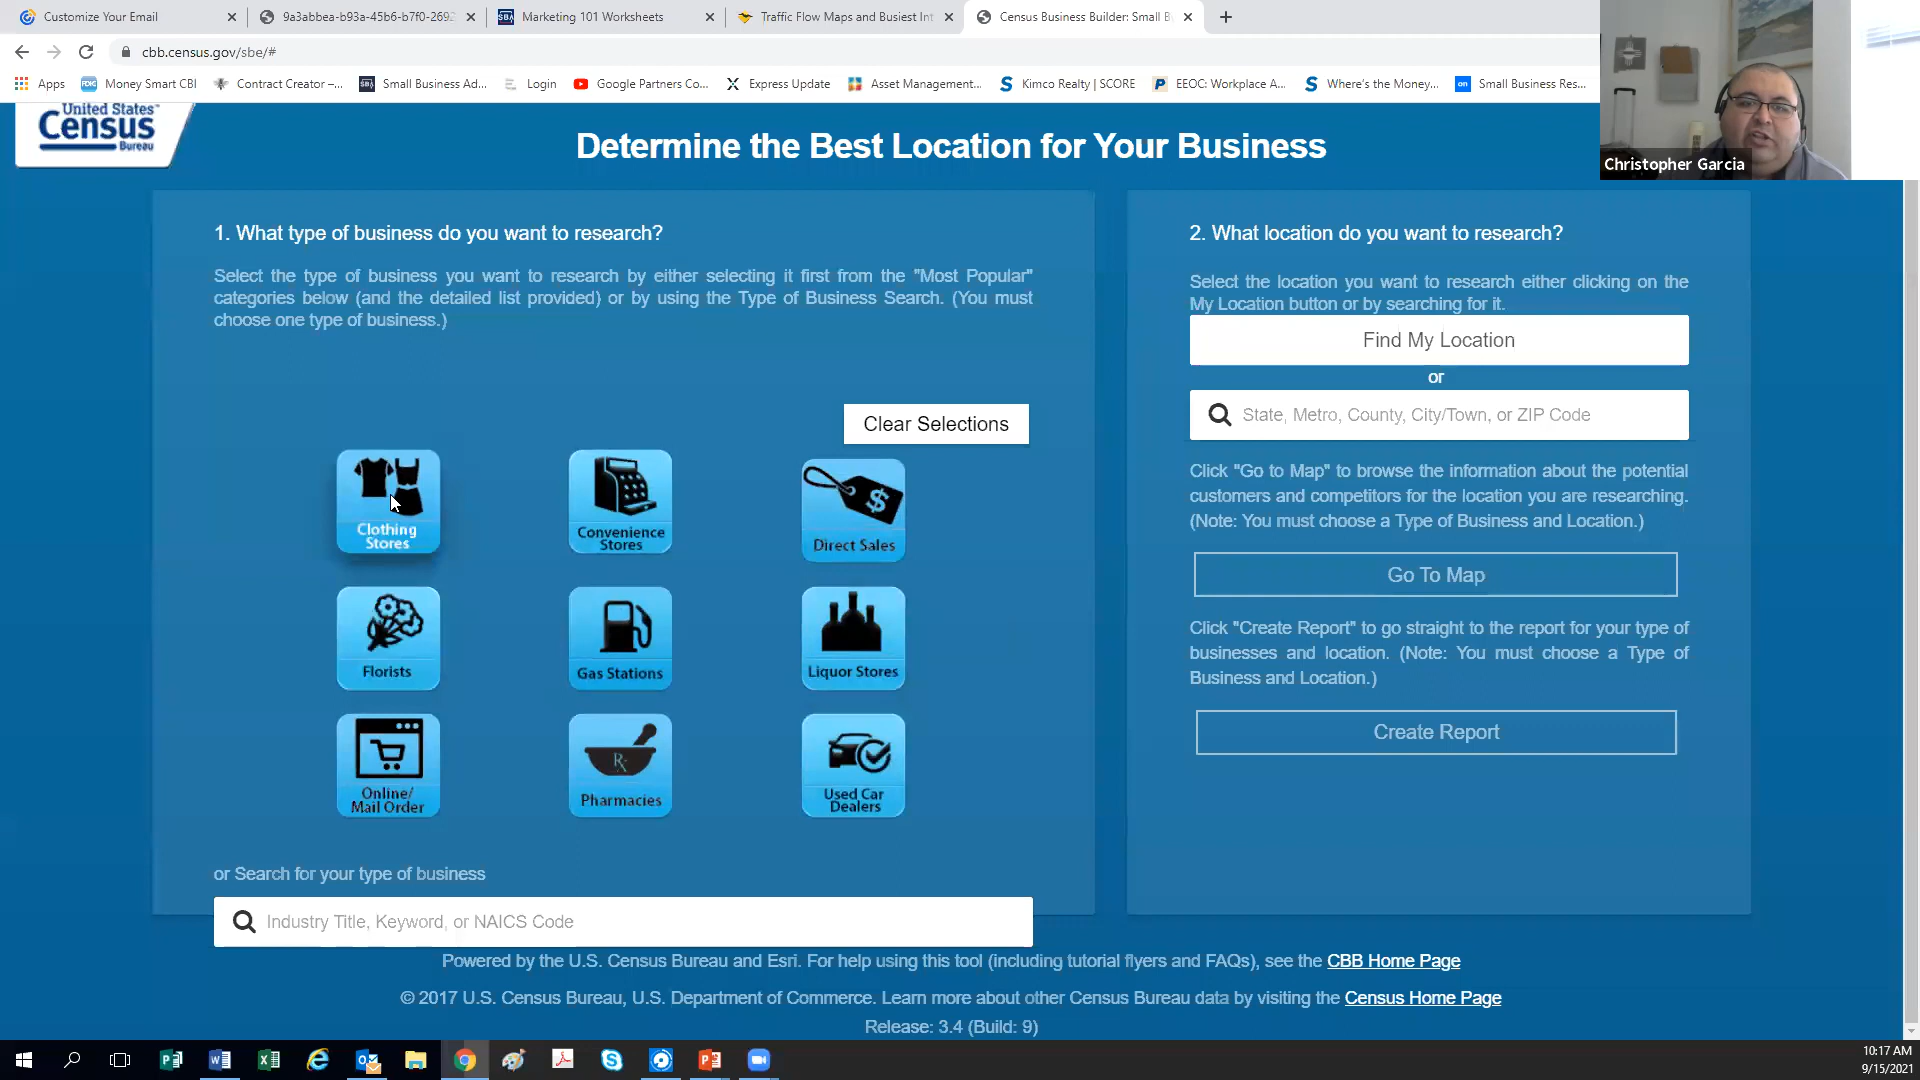 Customize Your Email
9a3abbea-b93a-45b6-b7f0-2692
Marketing 101 Worksheets
Traffic Flow Maps and Busiest Int
Census Business Builder: Small B
cbb.census.gov/sbe/#
Apps
Money Smart CBI
Contract Creator –...
Small Business Ad...
Login
Google Partners Co...
Express Update
Asset Management...
Kimco Realty | SCORE
EEOC: Workplace A...
Where's the Money...
Small Business Res...
United States™
Census
Bureau
Determine the Best Location for Your Business
Christopher Garcia
1. What type of business do you want to research?
Select the type of business you want to research by either selecting it first from the "Most Popular"
categories below (and the detailed list provided) or by using the Type of Business Search. (You must
choose one type of business.)
Clear Selections
Clothing
Stores
Convenience
Stores
Direct Sales
Florists
Gas Stations
Liquor Stores
Online/
Mail Order
Pharmacies
Used Car
Dealers
or Search for your type of business
Industry Title, Keyword, or NAICS Code
2. What location do you want to research?
Select the location you want to research either clicking on the
My Location button or by searching for it.
Find My Location
or
State, Metro, County, City/Town, or ZIP Code
Click "Go to Map" to browse the information about the potential
customers and competitors for the location you are researching.
(Note: You must choose a Type of Business and Location.)
Go To Map
Click "Create Report" to go straight to the report for your type of
businesses and location. (Note: You must choose a Type of
Business and Location.)
Create Report
Powered by the U.S. Census Bureau and Esri. For help using this tool (including tutorial flyers and FAQs), see the CBB Home Page
© 2017 U.S. Census Bureau, U.S. Department of Commerce. Learn more about other Census Bureau data by visiting the Census Home Page
Release: 3.4 (Build: 9)
10:17 AM
9/15/2021